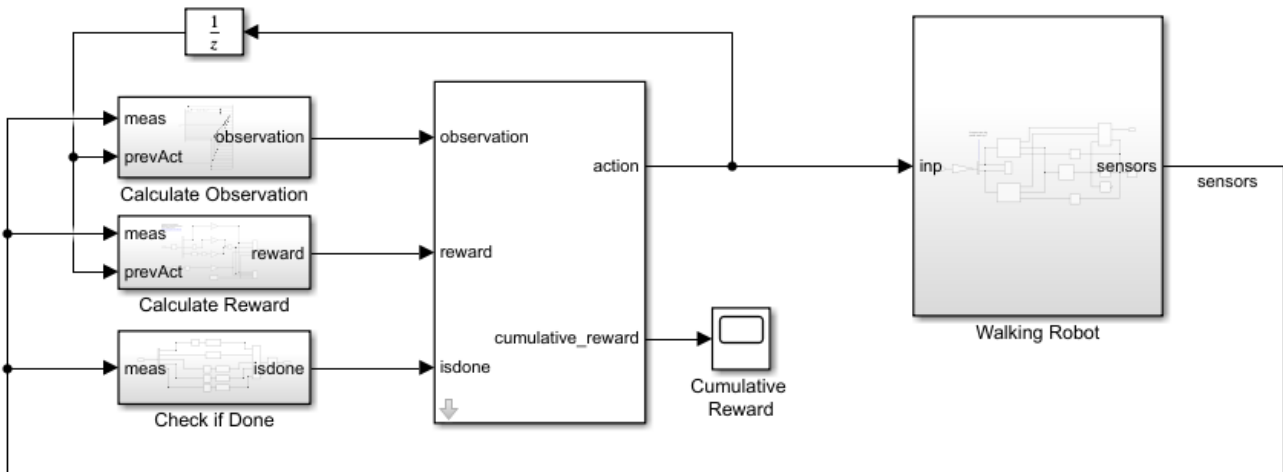 1
z
meas
observation
prevAct
Calculate Observation
meas
reward
prevAct
Calculate Reward
meas
isdone
Check if Done
observation
action
reward
cumulative_reward
isdone
Cumulative
Reward
inp
sensors
Walking Robot
sensors